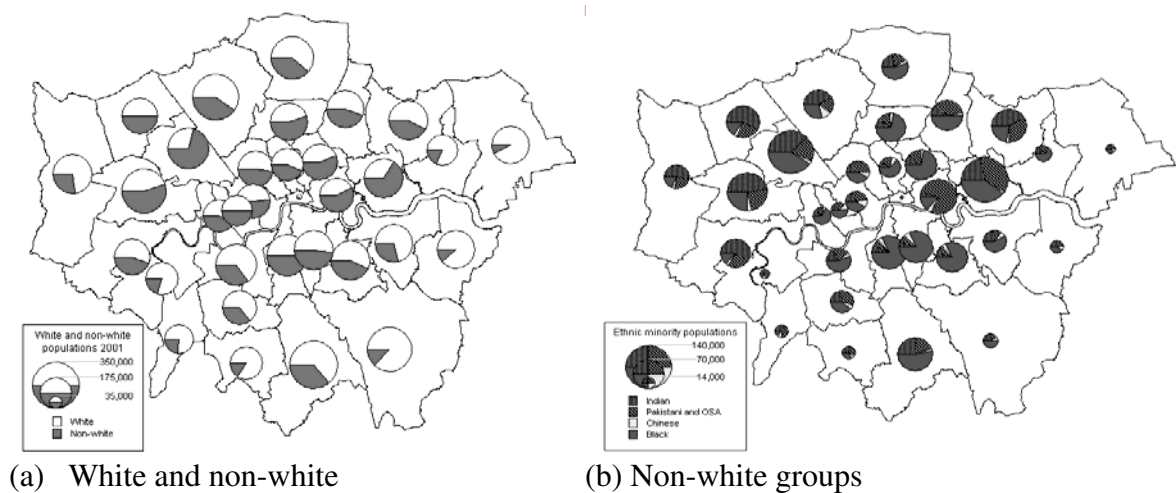 White and non-white
populations 2001
350,000
175,000
35,000
White
Non-white
Ethnic minority populations
140,000
70,000
14,000
Indian
Pakistani and OSA
Chinese
Black
(a) White and non-white
(b) Non-white groups